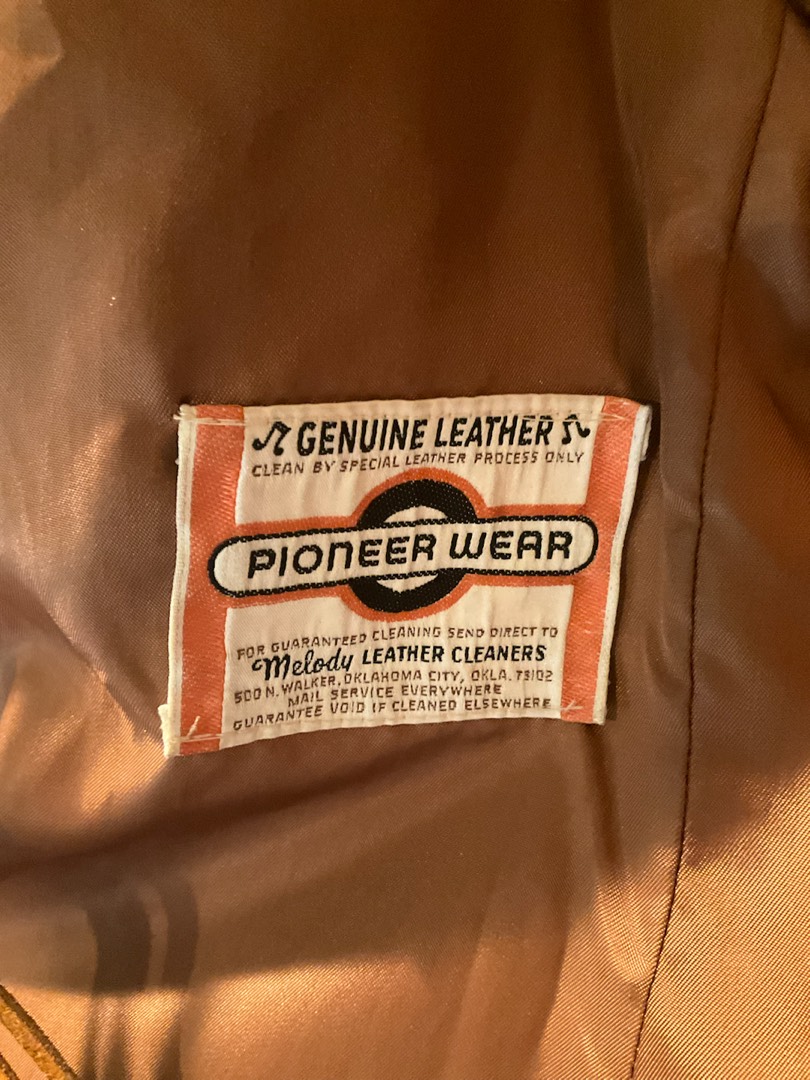 GENUINE LEATHER
CLEAN BY SPECIAL LEATHER PROCESS ONLY
PIONEER WEAR
FOR GUARANTEED CLEANING SEND DIRECT TO
Melody LEATHER CLEANERS
500 N. WALKER, OKLAHOMA CITY, OKLA. 73102
MAIL SERVICE EVERYWHERE
GUARANTEE VOID IF CLEANED ELSEWHERE